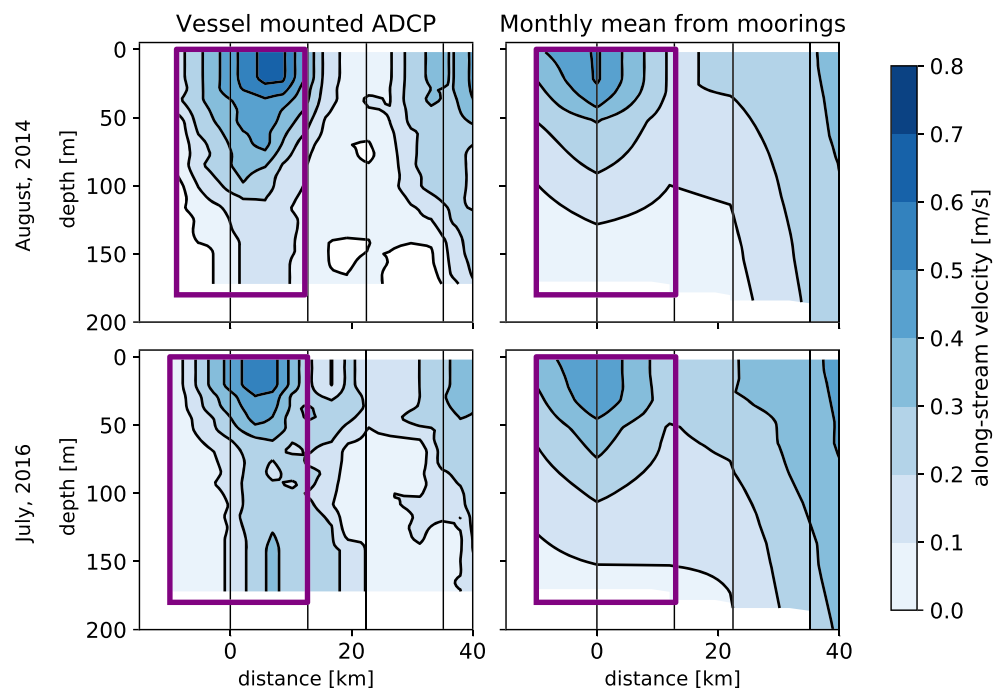 Vessel mounted ADCP
Monthly mean from moorings
August, 2014
depth [m]
0
50
100
150
200
July, 2016
depth [m]
0
50
100
150
200
0
20
40
distance [km]
0
20
40
distance [km]
0.8
0.7
0.6
0.5
0.4
0.3
0.2
0.1
0.0
along-stream velocity [m/s]